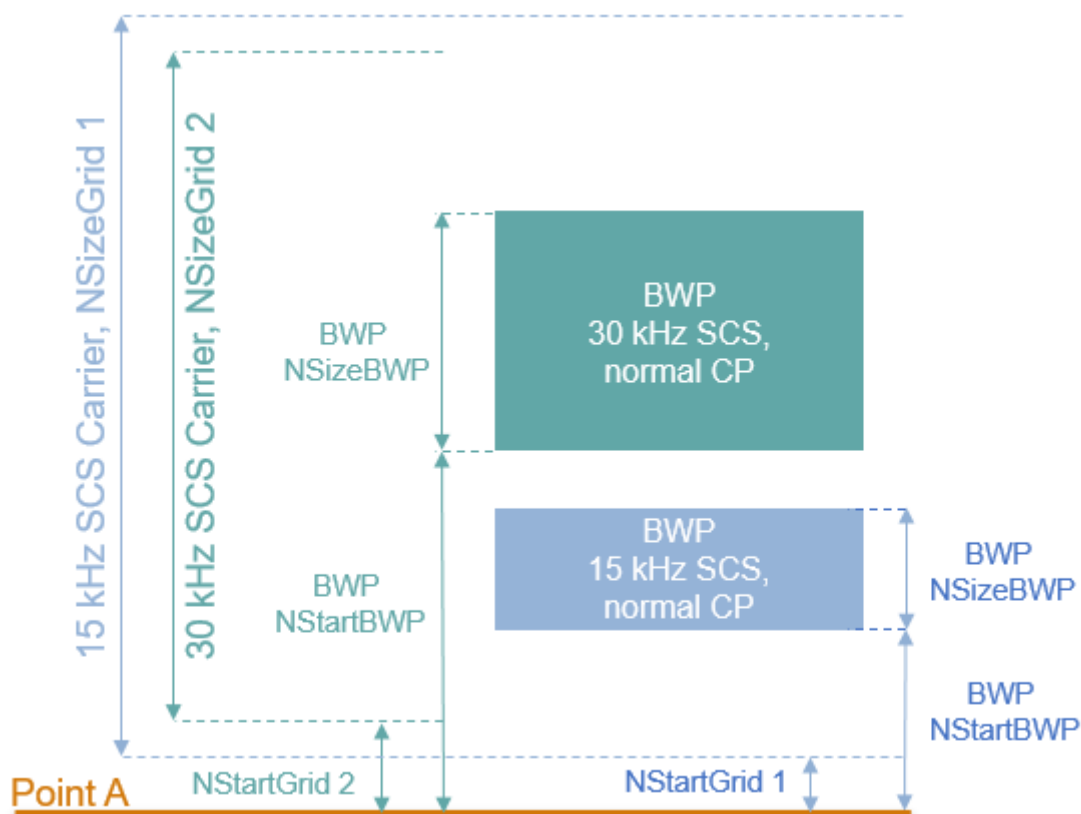 15 kHz SCS Carrier, NSizeGrid 1
30 kHz SCS Carrier, NSizeGrid 2
BWP
NSizeBWP
BWP
30 kHz SCS,
normal CP
BWP
NStartBWP
BWP
15 kHz SCS,
normal CP
BWP
NSizeBWP
BWP
NStartBWP
NStartGrid 2
NStartGrid 1
Point A